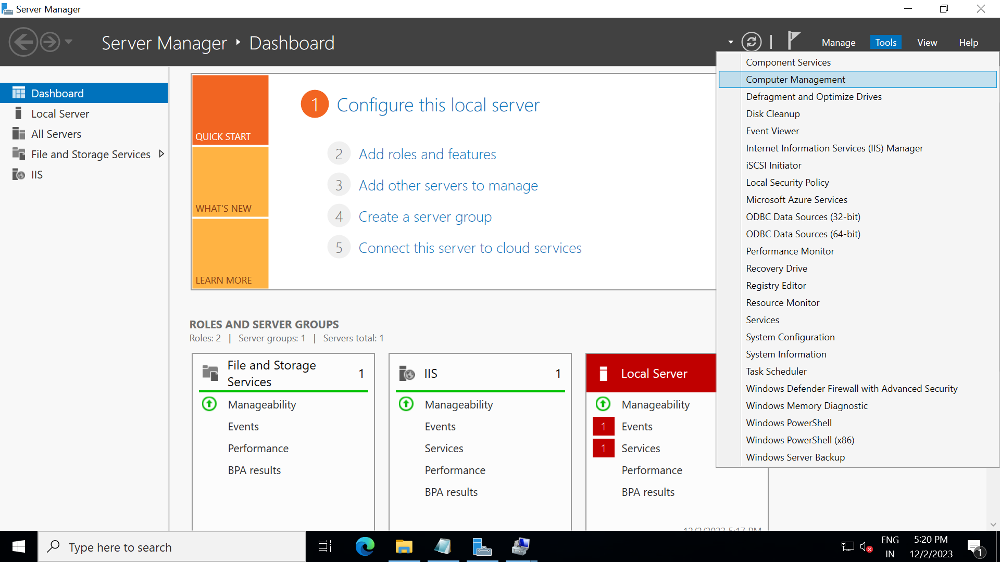 Server Manager
Server Manager ‣ Dashboard
Manage
Tools
View
Help
Dashboard
Local Server
All Servers
File and Storage Services
IIS
QUICK START
WHAT'S NEW
LEARN MORE
1 Configure this local server
2 Add roles and features
3 Add other servers to manage
4 Create a server group
5 Connect this server to cloud services
ROLES AND SERVER GROUPS
Roles: 2 | Server groups: 1 | Servers total: 1
File and Storage
Services
1
Manageability
Events
Performance
BPA results
IIS 1
Manageability
Events
Services
Performance
BPA results
Local Server
Manageability
1 Events
1 Services
Performance
BPA results
12/2/2023 5:17 PM
Component Services
Computer Management
Defragment and Optimize Drives
Disk Cleanup
Event Viewer
Internet Information Services (IIS) Manager
iSCSI Initiator
Local Security Policy
Microsoft Azure Services
ODBC Data Sources (32-bit)
ODBC Data Sources (64-bit)
Performance Monitor
Recovery Drive
Registry Editor
Resource Monitor
Services
System Configuration
System Information
Task Scheduler
Windows Defender Firewall with Advanced Security
Windows Memory Diagnostic
Windows PowerShell
Windows PowerShell (x86)
Windows Server Backup
Type here to search
ENG
IN
5:20 PM
12/2/2023
1